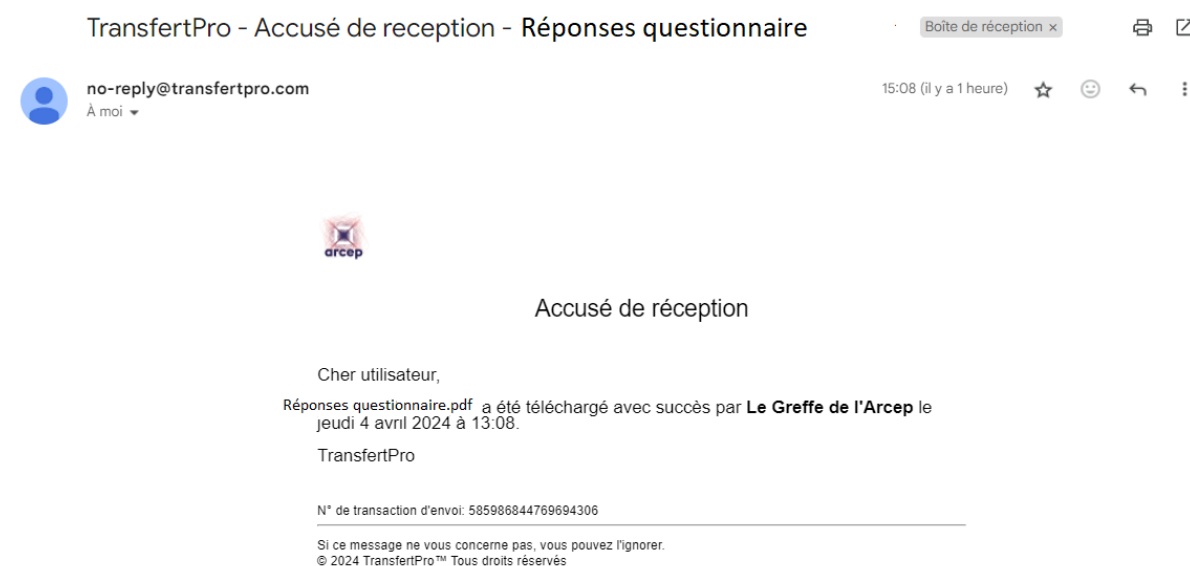 TransfertPro - Accusé de reception - Réponses questionnaire
Boîte de réception ×
no-reply@transfertpro.com
15:08 (il y a 1 heure)
À moi
arcep
Accusé de réception
Cher utilisateur,
Réponses questionnaire.pdf a été téléchargé avec succès par Le Greffe de l'Arcep le
jeudi 4 avril 2024 à 13:08.
TransfertPro
N° de transaction d'envoi: 585986844769694306
Si ce message ne vous concerne pas, vous pouvez l'ignorer.
© 2024 TransfertPro™ Tous droits réservés